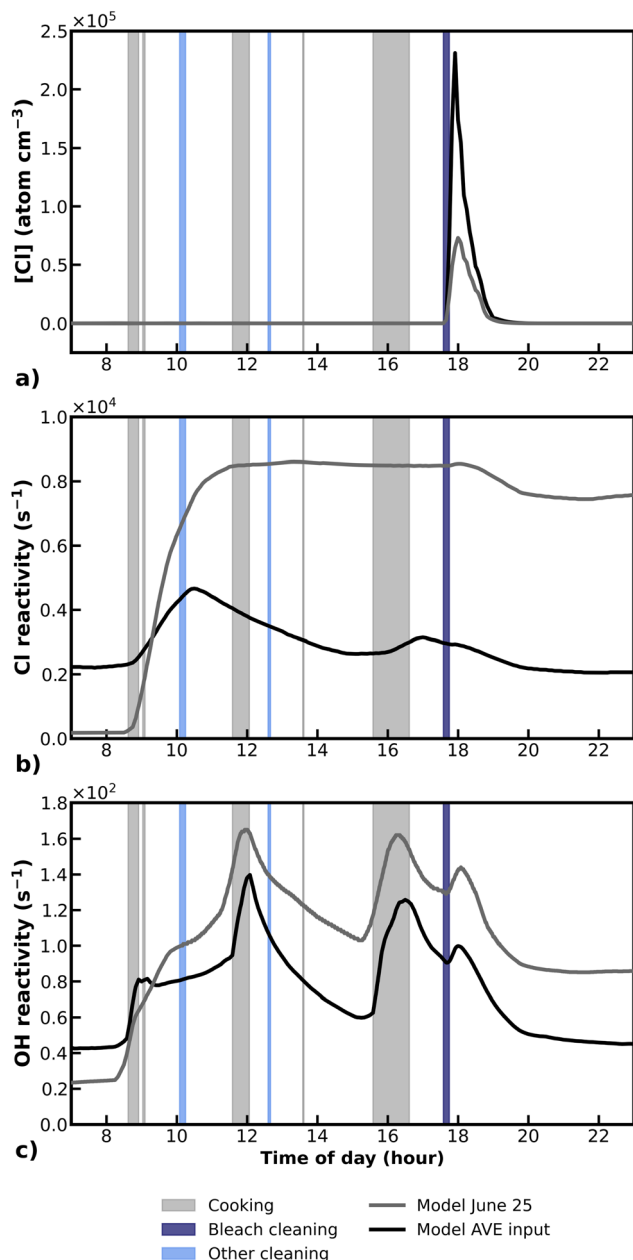 ×10⁵
2.5
2.0
1.5
1.0
0.5
0.0
[Cl] (atom cm⁻³)
8 10 12 14 16 18 20 22
a)
×10⁴
1.0
0.8
0.6
0.4
0.2
0.0
Cl reactivity (s⁻¹)
8 10 12 14 16 18 20 22
b)
×10²
1.8
1.6
1.4
1.2
1.0
0.8
0.6
0.4
0.2
0.0
OH reactivity (s⁻¹)
8 10 12 14 16 18 20 22
c)
Time of day (hour)
Cooking
Bleach cleaning
Other cleaning
Model June 25
Model AVE input